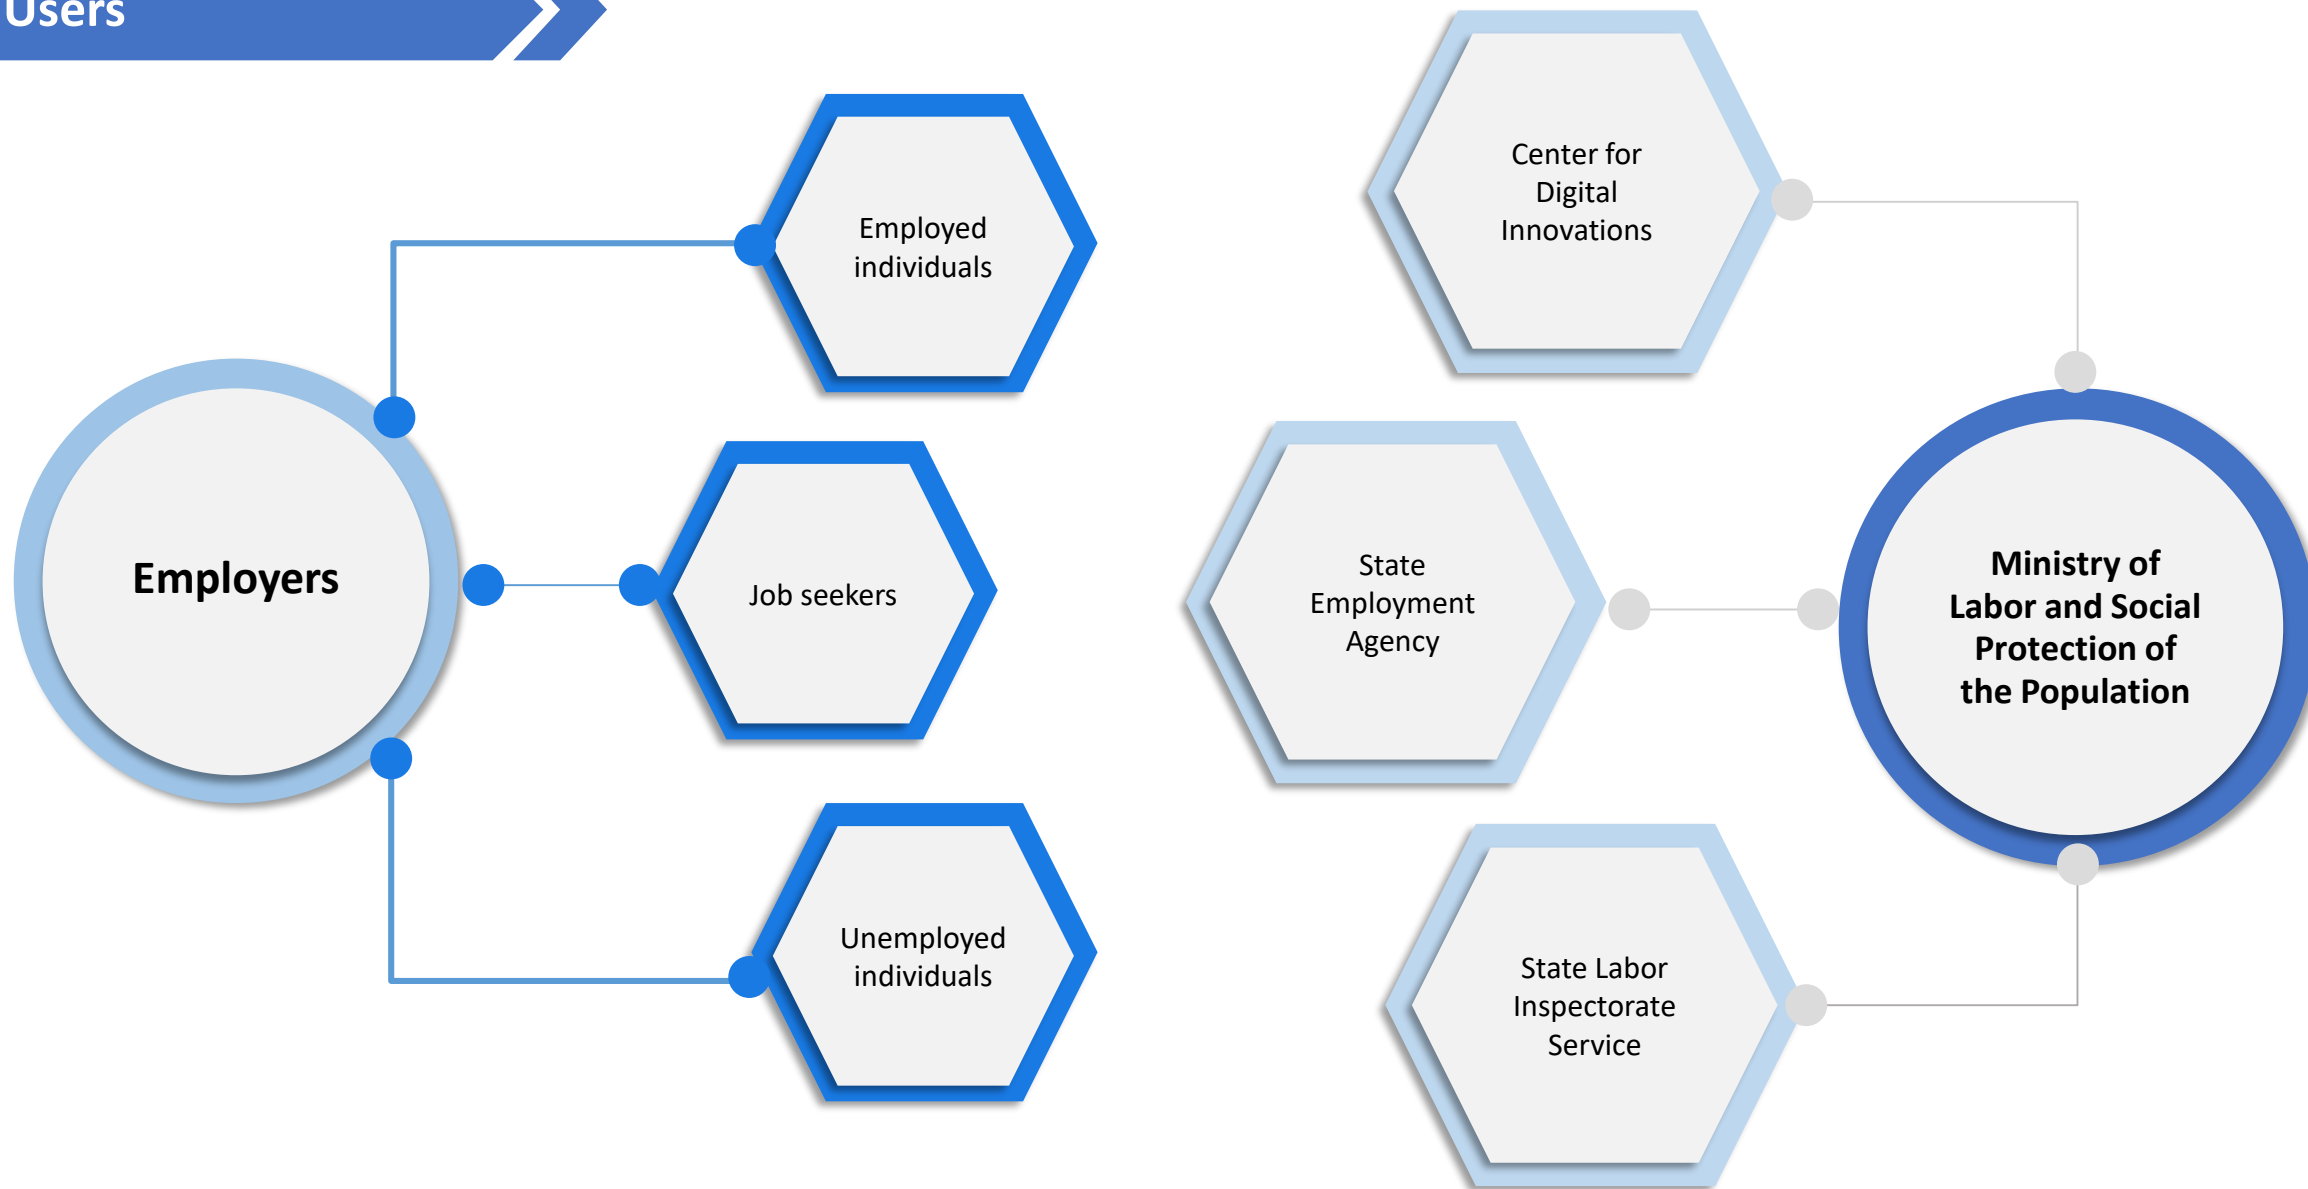 Users
Employed
individuals
Employers
Job seekers
Unemployed
individuals
Center for
Digital
Innovations
State
Employment
Agency
Ministry of
Labor and Social
Protection of
the Population
State Labor
Inspectorate
Service